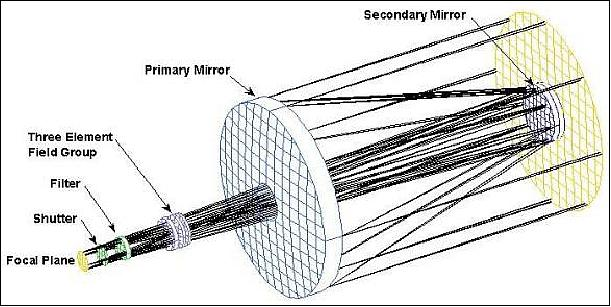 Secondary Mirror
Primary Mirror
Three Element
Field Group
Filter
Shutter
Focal Plane